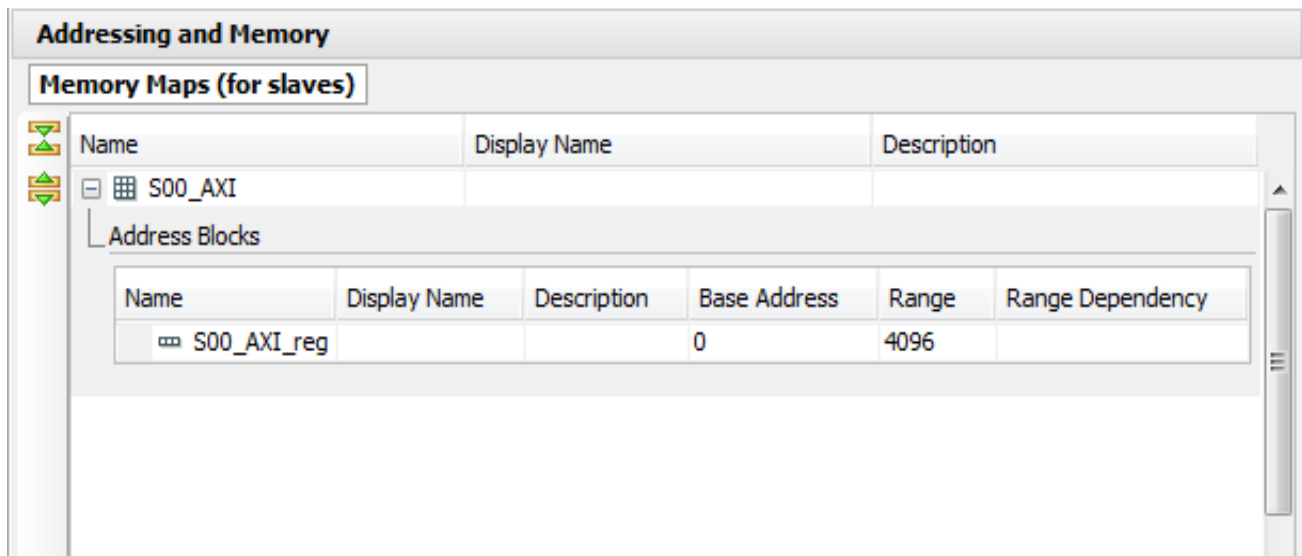 Addressing and Memory
Memory Maps (for slaves)
Name Display Name Description
S00_AXI
Address Blocks
Name Display Name Description Base Address Range Range Dependency
S00_AXI_reg 0 4096